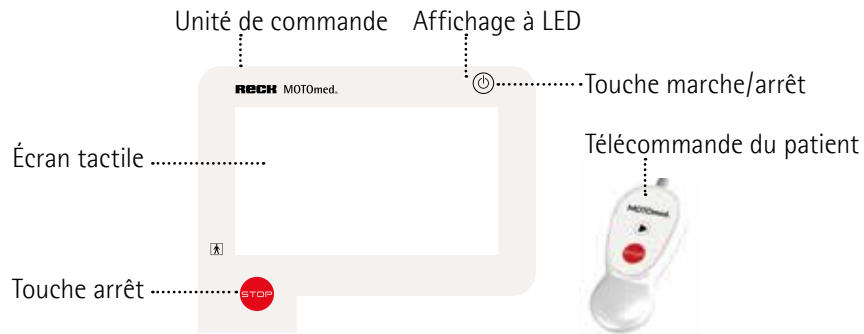 Unité de commande
Affichage à LED
RECK MOTOmed.
Touche marche/arrêt
Télécommande du patient
Écran tactile
MOTOmed.
Touche arrêt
STOP